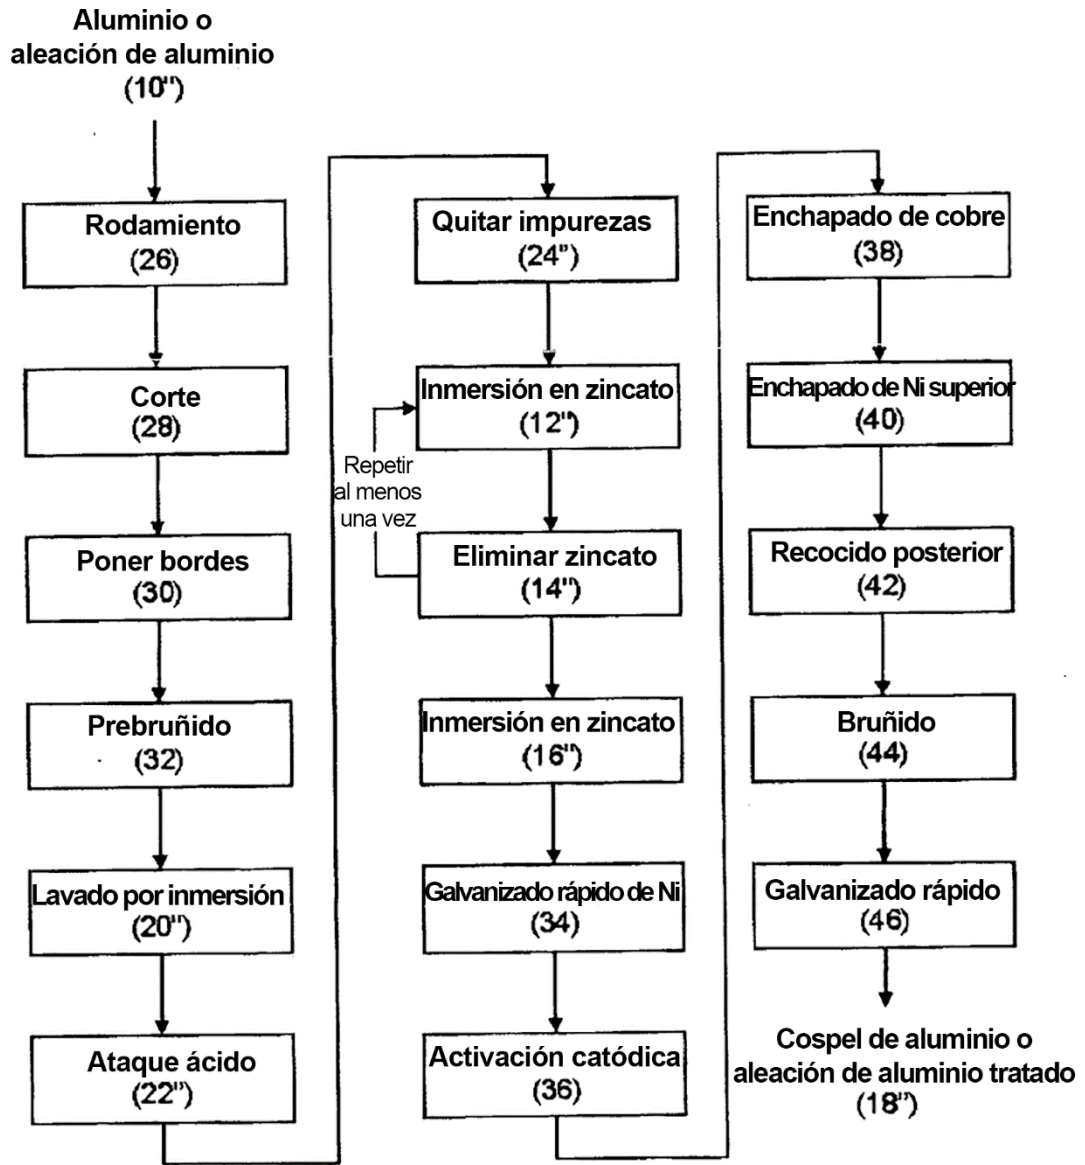 Aluminio o
aleación de aluminio
(10")
Rodamiento
(26)
Corte
(28)
Poner bordes
(30)
Prebruñido
(32)
Lavado por inmersión
(20")
Ataque ácido
(22")
Quitar impurezas
(24")
Inmersión en zincato
(12")
Repetir
al menos
una vez
Eliminar zincato
(14")
Inmersión en zincato
(16")
Galvanizado rápido de Ni
(34)
Activación catódica
(36)
Enchapado de cobre
(38)
Enchapado de Ni superior
(40)
Recocido posterior
(42)
Bruñido
(44)
Galvanizado rápido
(46)
Cospel de aluminio o
aleación de aluminio tratado
(18")